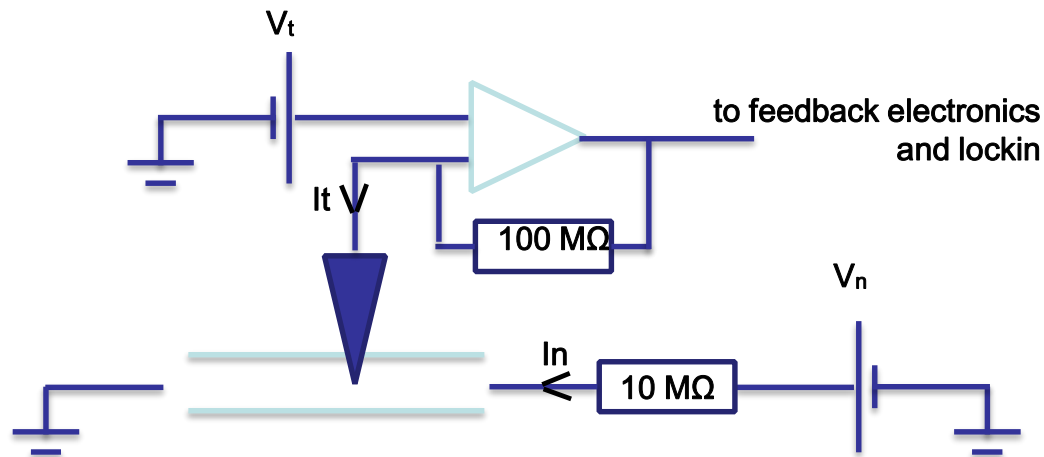 Vt
to feedback electronics
and lockin
It
100 MΩ
Vn
In
10 MΩ